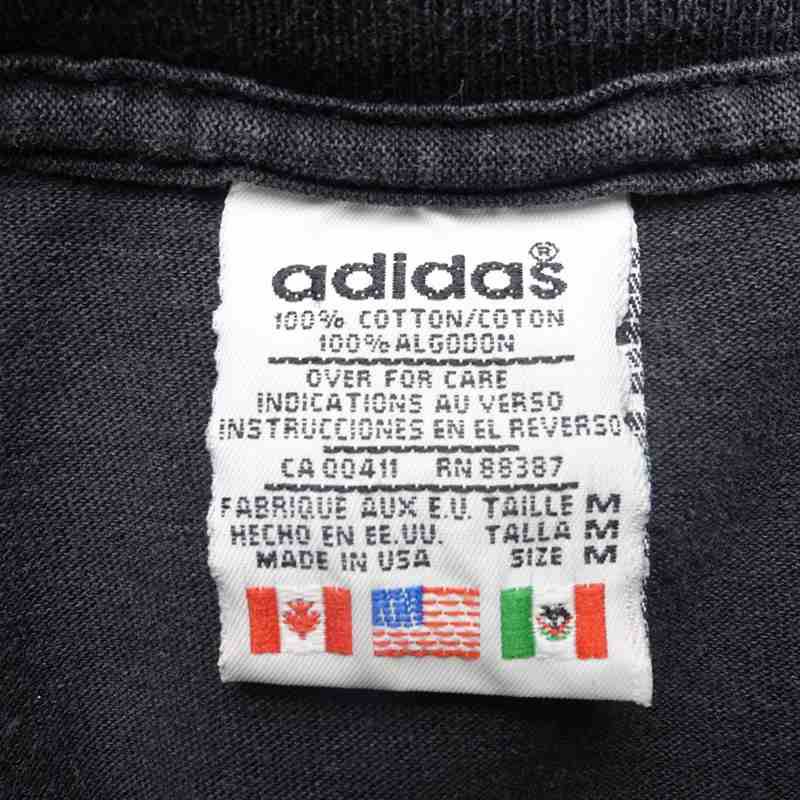 adidas®
100% COTTON/COTON
100% ALGODON
OVER FOR CARE
INDICATIONS AU VERSO
INSTRUCCIONES EN EL REVERSO
CA 00411 RN 88387
FABRIQUE AUX E.U. TAILLE M
HECHO EN EE.UU. TALLA M
MADE IN USA SIZE M